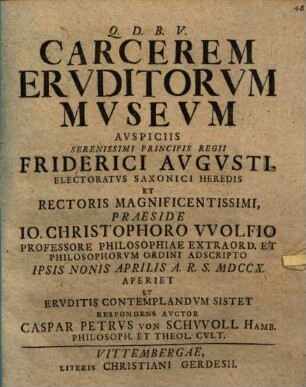 48
Q. D. B. V.
CARCEREM
ERVDITORVM
MVSEVM
AVSPICIIS
SERENISSIMI PRINCIPIS REGII
FRIDERICI AVGVSTI,
ELECTORATVS SAXONICI HEREDIS
ET
RECTORIS MAGNIFICENTISSIMI,
PRAESIDE
IO. CHRISTOPHORO VVOLFIO
PROFESSORE PHILOSOPHIAE EXTRAORD. ET
PHILOSOPHORVM ORDINI ADSCRIPTO
IPSIS NONIS APRILIS A. R. S. MDCCX.
APERIET
ET
ERVDITIS CONTEMPLANDVM SISTET
RESPONDENS AVCTOR
CASPAR PETRVS VON SCHVVOLL HAMB.
PHILOSOPH. ET THEOL. CVLT.
VITTEMBERGAE,
LITERIS CHRISTIANI GERDESII.